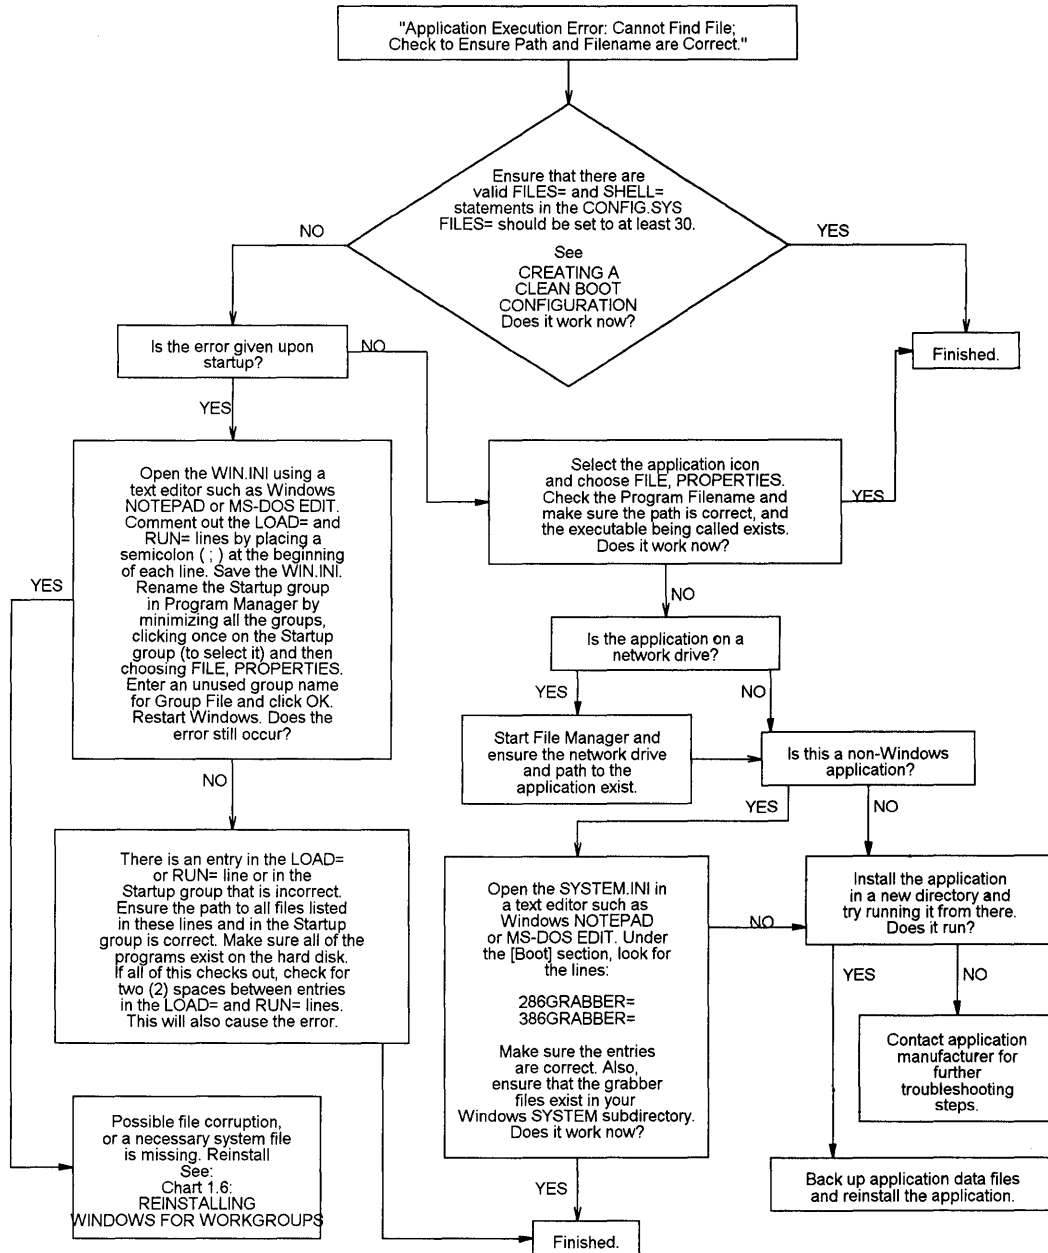 "Application Execution Error: Cannot Find File;
Check to Ensure Path and Filename are Correct."
Ensure that there are
valid FILES= and SHELL=
statements in the CONFIG.SYS
FILES= should be set to at least 30.
See
CREATING A
CLEAN BOOT
CONFIGURATION
Does it work now?
NO
YES
Is the error given upon
startup?
NO
Finished.
YES
Open the WIN.INI using a
text editor such as Windows
NOTEPAD or MS-DOS EDIT.
Comment out the LOAD= and
RUN= lines by placing a
semicolon ( ; ) at the beginning
of each line. Save the WIN.INI.
Rename the Startup group
in Program Manager by
minimizing all the groups,
clicking once on the Startup
group (to select it) and then
choosing FILE, PROPERTIES.
Enter an unused group name
for Group File and click OK.
Restart Windows. Does the
error still occur?
YES
NO
Select the application icon
and choose FILE, PROPERTIES.
Check the Program Filename and
make sure the path is correct, and
the executable being called exists.
Does it work now?
YES
NO
Is the application on a
network drive?
YES
NO
Start File Manager and
ensure the network drive
and path to the
application exist.
Is this a non-Windows
application?
YES
NO
There is an entry in the LOAD=
or RUN= line or in the
Startup group that is incorrect.
Ensure the path to all files listed
in these lines and in the Startup
group is correct. Make sure all of the
programs exist on the hard disk.
If all of this checks out, check for
two (2) spaces between entries
in the LOAD= and RUN= lines.
This will also cause the error.
Open the SYSTEM.INI in
a text editor such as
Windows NOTEPAD
or MS-DOS EDIT. Under
the [Boot] section, look for
the lines:
286GRABBER=
386GRABBER=
Make sure the entries
are correct. Also,
ensure that the grabber
files exist in your
Windows SYSTEM subdirectory.
Does it work now?
NO
Install the application
in a new directory and
try running it from there.
Does it run?
YES
NO
Contact application
manufacturer for
further
troubleshooting
steps.
Possible file corruption,
or a necessary system file
is missing. Reinstall
See:
Chart 1.6:
REINSTALLING
WINDOWS FOR WORKGROUPS
Back up application data files
and reinstall the application.
YES
Finished.